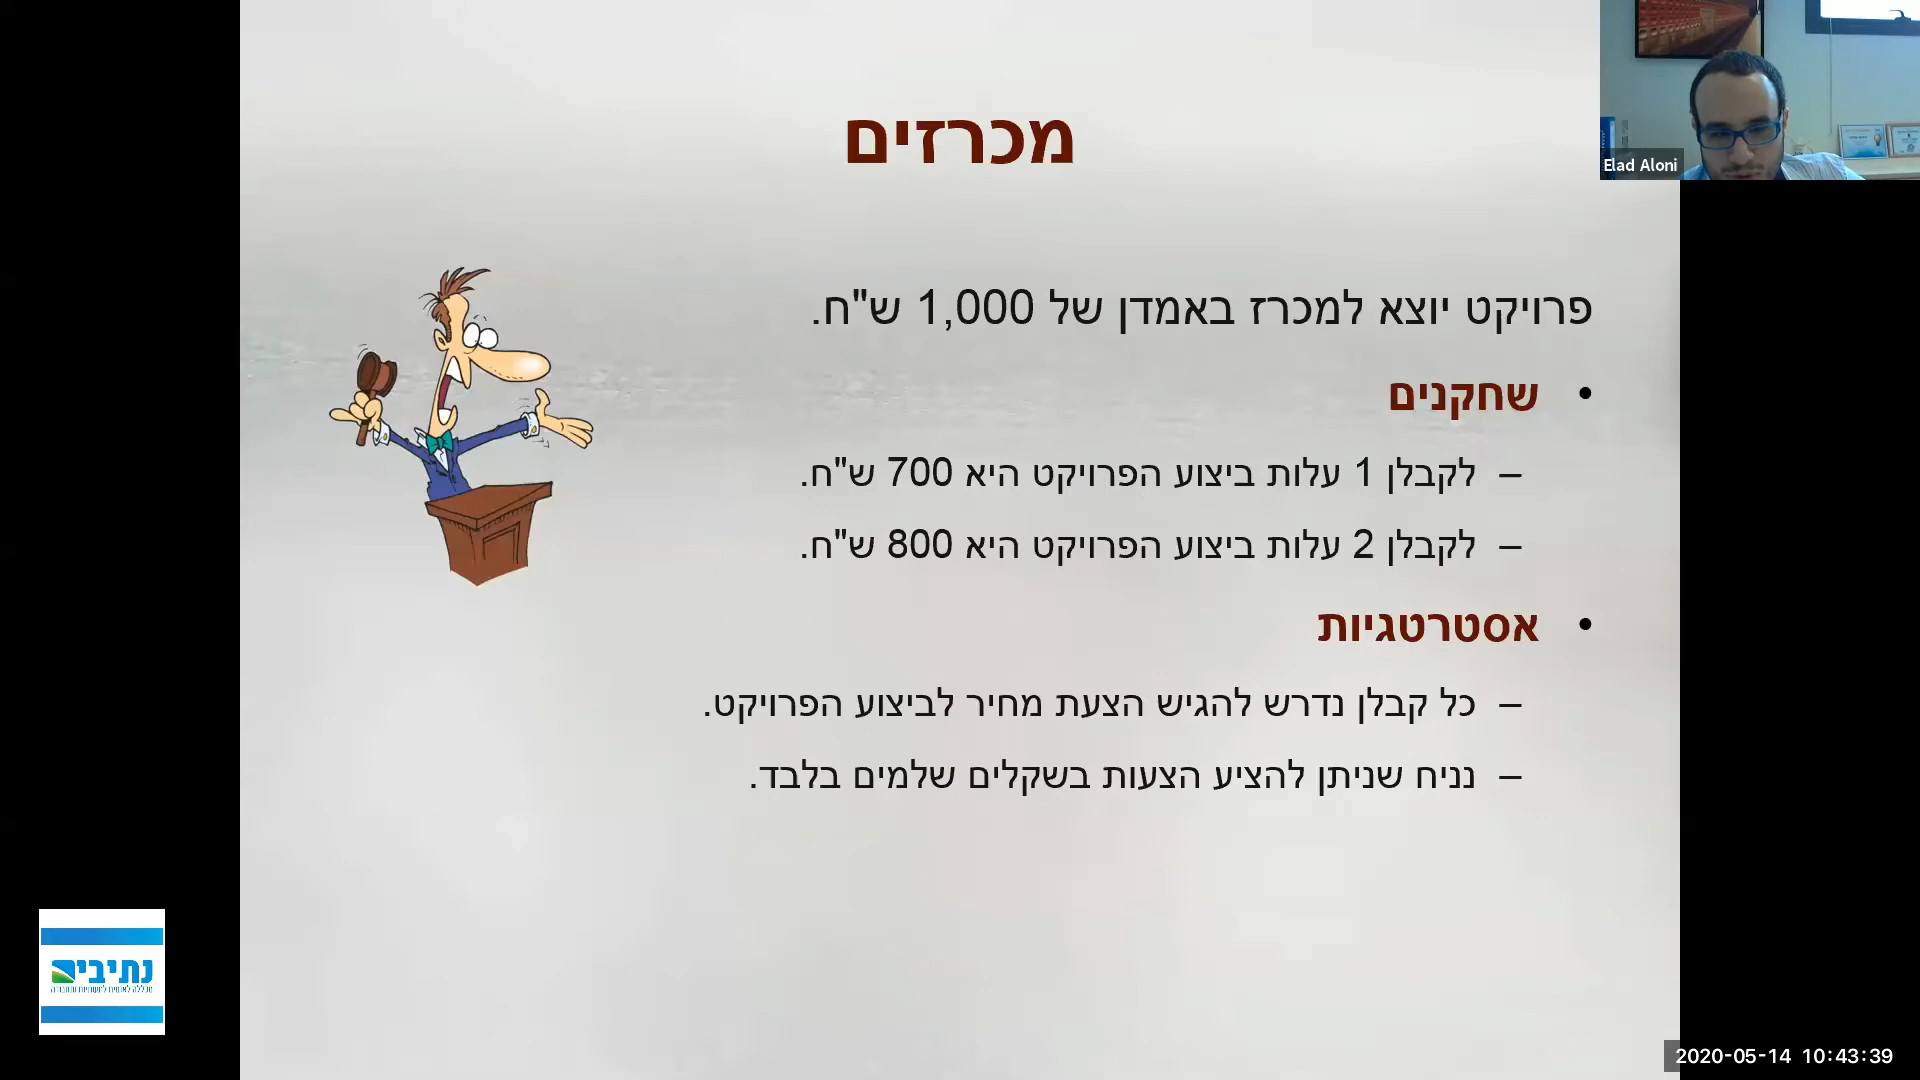 מכרזים
Elad Aloni
פרויקט יוצא למכרז באמדן של 1,000 ש"ח.
• שחקנים
– לקבלן 1 עלות ביצוע הפרויקט היא 700 ש"ח.
– לקבלן 2 עלות ביצוע הפרויקט היא 800 ש"ח.
• אסטרטגיות
– כל קבלן נדרש להגיש הצעת מחיר לביצוע הפרויקט.
– נניח שניתן להציע הצעות בשקלים שלמים בלבד.
נתיבים
2020-05-14 10:43:39